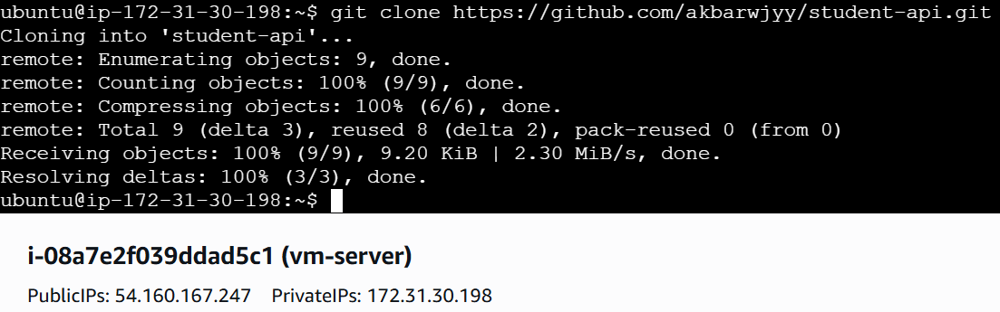 ubuntu@ip-172-31-30-198:~$ git clone https://github.com/akbarwjyy/student-api.git
Cloning into 'student-api'...
remote: Enumerating objects: 9, done.
remote: Counting objects: 100% (9/9), done.
remote: Compressing objects: 100% (6/6), done.
remote: Total 9 (delta 3), reused 8 (delta 2), pack-reused 0 (from 0)
Receiving objects: 100% (9/9), 9.20 KiB | 2.30 MiB/s, done.
Resolving deltas: 100% (3/3), done.
ubuntu@ip-172-31-30-198:~$
i-08a7e2f039ddad5c1 (vm-server)
PublicIPs: 54.160.167.247 PrivateIPs: 172.31.30.198